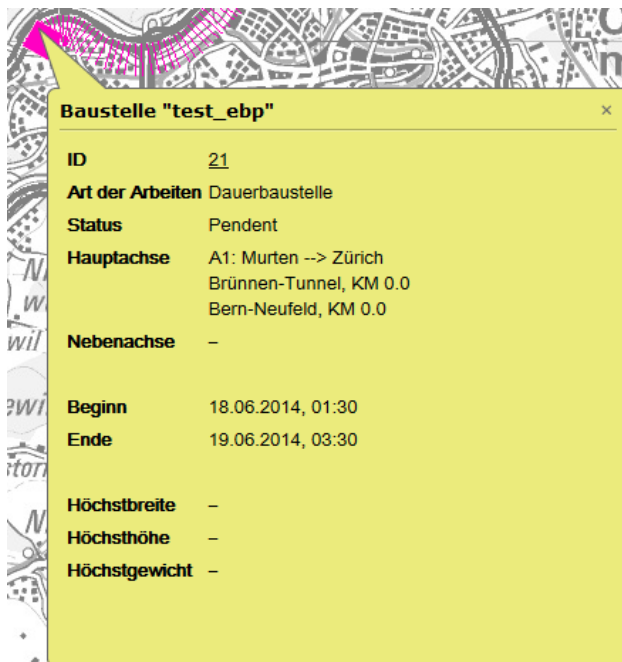 Baustelle "test_ebp" ×
ID 21
Art der Arbeiten Dauerbaustelle
Status Pendent
Hauptachse A1: Murten --> Zürich
Brünnen-Tunnel, KM 0.0
Bern-Neufeld, KM 0.0
Nebenachse –
Beginn 18.06.2014, 01:30
Ende 19.06.2014, 03:30
Höchstbreite –
Höchsthöhe –
Höchstgewicht –